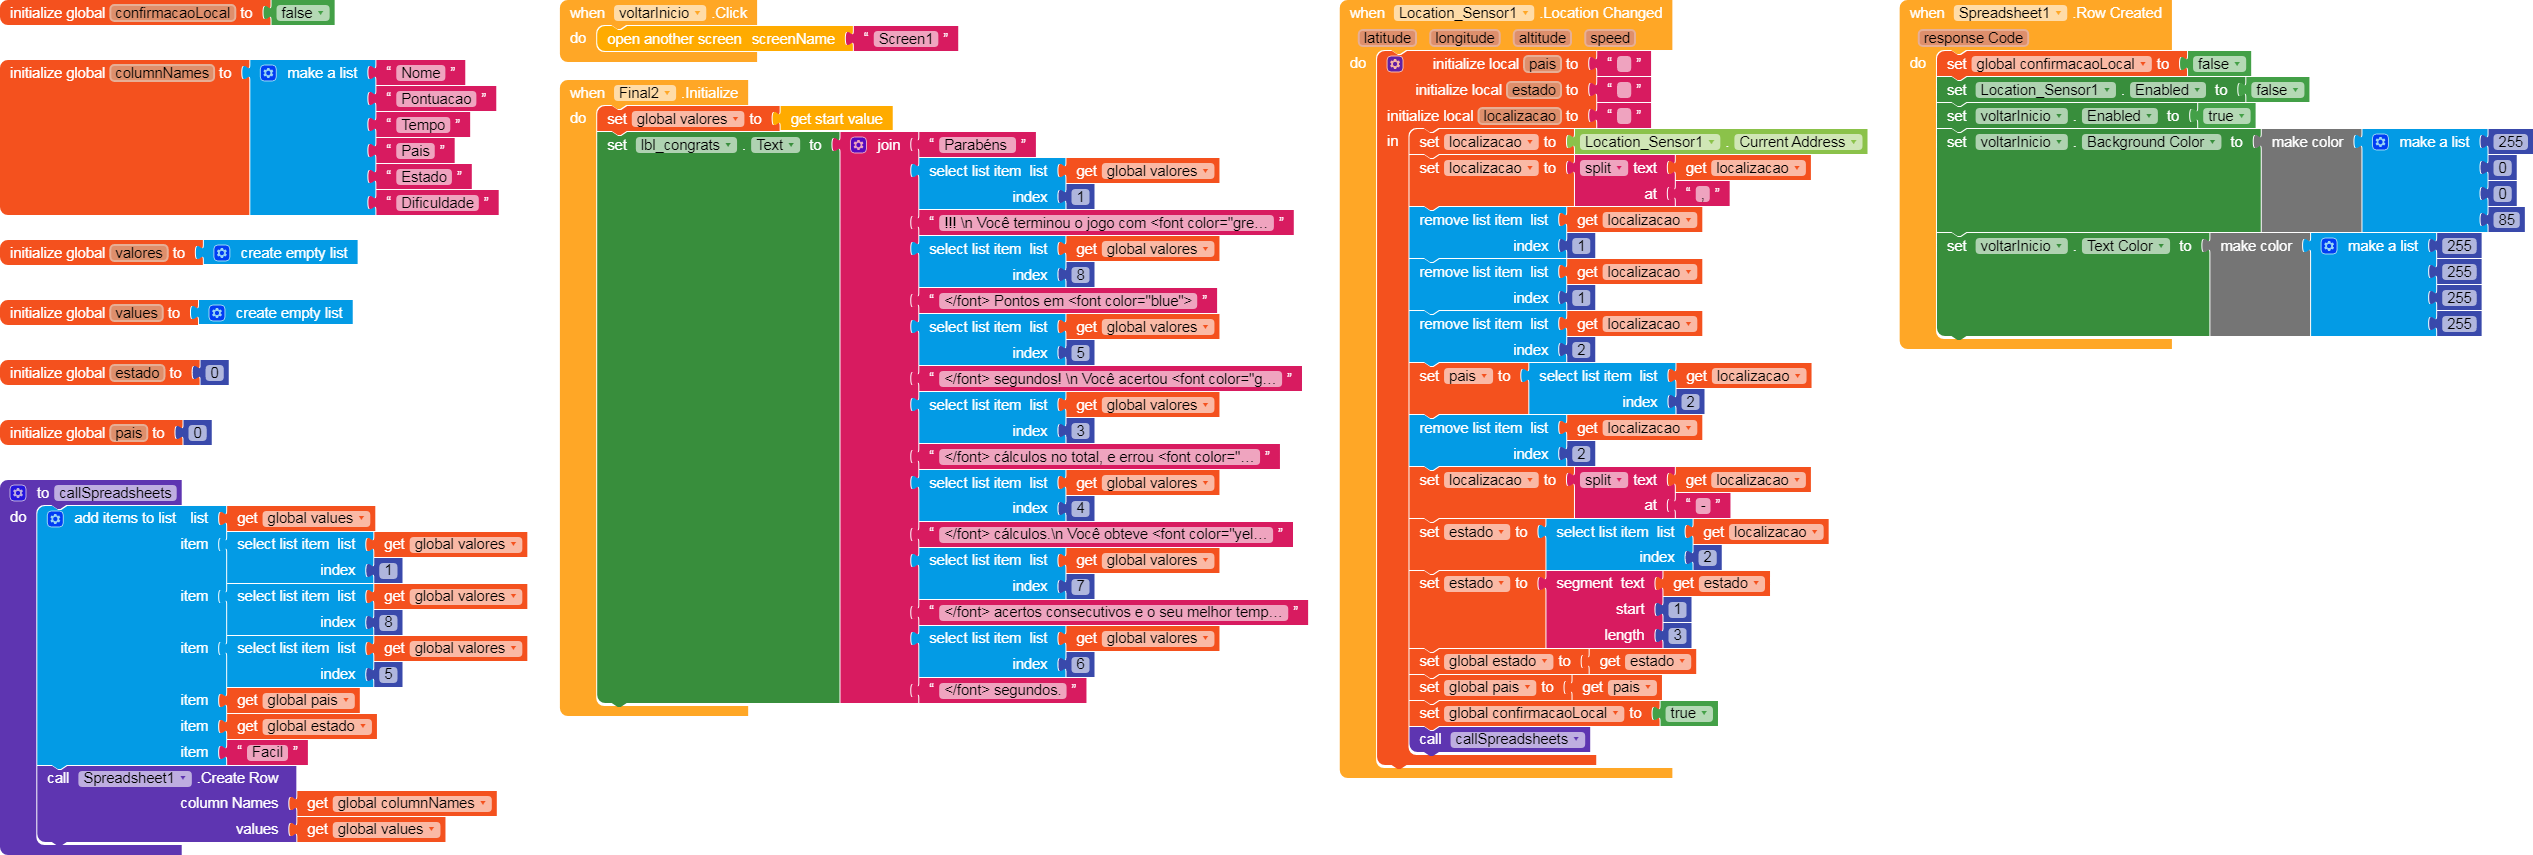 initialize global confirmacaoLocal to false
initialize global columnNames to make a list " Nome "
" Pontuacao "
" Tempo "
" Pais "
" Estado "
" Dificuldade "
initialize global valores to create empty list
initialize global values to create empty list
initialize global estado to 0
initialize global pais to 0
to callSpreadsheets
do add items to list list get global valores
item select list item list get global valores
index 1
item select list item list get global valores
index 8
item select list item list get global valores
index 5
item get global pais
item get global estado
item " Facil "
call Spreadsheet1 .Create Row
column Names get global columnNames
values get global values
when voltarInicio .Click
do open another screen screenName " Screen1 "
when Final2 .Initialize
do set global valores to get start value
set lbl_congrats . Text to join " Parabéns "
select list item list get global valores
index 1
" !!! \n Você terminou o jogo com <font color="gre... "
select list item list get global valores
index 8
" </font> Pontos em <font color="blue"> "
select list item list get global valores
index 5
" </font> segundos! \n Você acertou <font color="g... "
select list item list get global valores
index 3
" </font> cálculos no total, e errou <font color="... "
select list item list get global valores
index 4
" </font> cálculos.\n Você obteve <font color="yel... "
select list item list get global valores
index 7
" </font> acertos consecutivos e o seu melhor temp... "
select list item list get global valores
index 6
" </font> segundos. "
when Location_Sensor1 .Location Changed
latitude longitude altitude speed
do initialize local pais to " "
initialize local estado to " "
initialize local localizacao to " "
in set localizacao to Location_Sensor1 . Current Address
set localizacao to split text get localizacao
at " , "
remove list item list get localizacao
index 1
remove list item list get localizacao
index 1
remove list item list get localizacao
index 2
set pais to select list item list get localizacao
index 2
remove list item list get localizacao
index 2
set localizacao to split text get localizacao
at " - "
set estado to select list item list get localizacao
index 2
set estado to segment text get estado
start 1
length 3
set global estado to get estado
set global pais to get pais
set global confirmacaoLocal to true
call callSpreadsheets
when Spreadsheet1 .Row Created
response Code
do set global confirmacaoLocal to false
set Location_Sensor1 . Enabled to false
set voltarInicio . Enabled to true
set voltarInicio . Background Color to make color make a list 255
0
0
85
set voltarInicio . Text Color to make color make a list 255
255
255
255